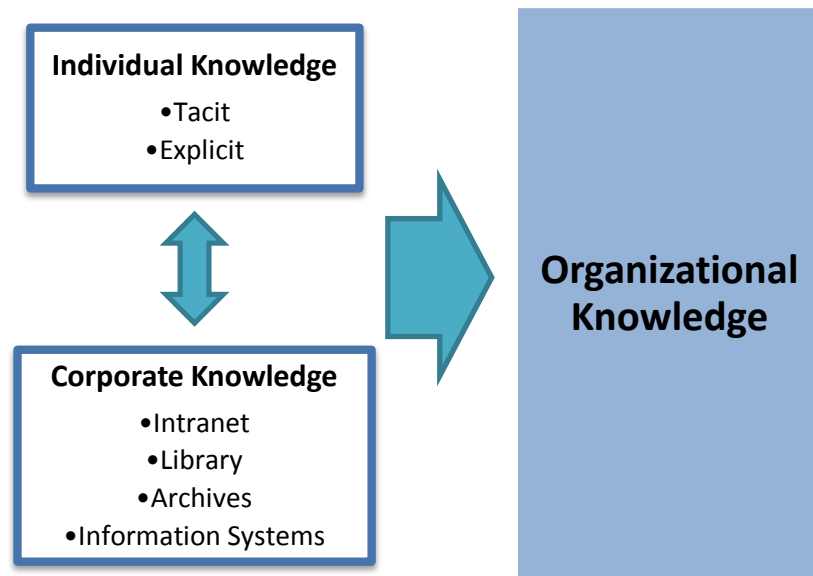 Individual Knowledge
•Tacit
•Explicit
Corporate Knowledge
•Intranet
•Library
•Archives
•Information Systems
Organizational
Knowledge